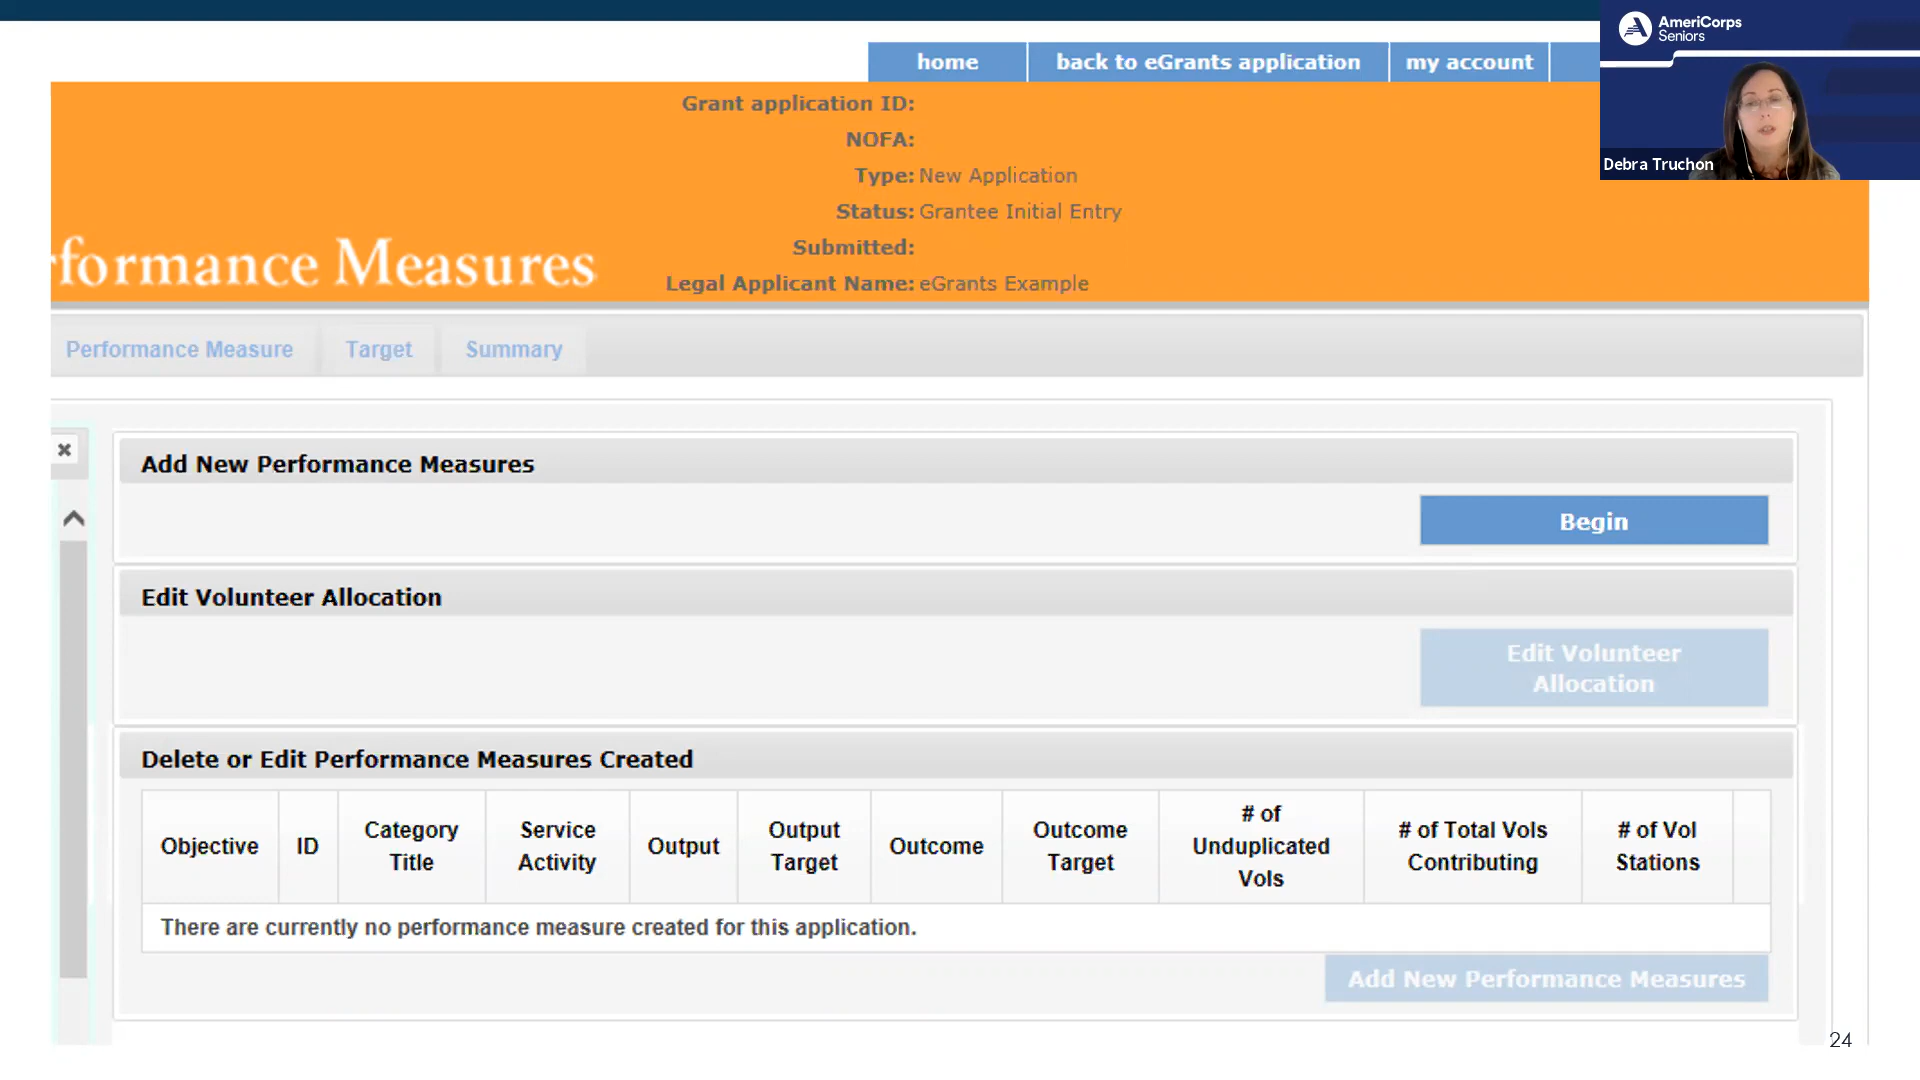 AmeriCorps
Seniors
home back to eGrants application my account
Debra Truchon
Grant application ID:
NOFA:
Type: New Application
Status: Grantee Initial Entry
Submitted:
Legal Applicant Name: eGrants Example
rformance Measures
Performance Measure Target Summary
Add New Performance Measures
Begin
Edit Volunteer Allocation
Edit Volunteer
Allocation
Delete or Edit Performance Measures Created
Objective ID Category Title Service Activity Output Output Target Outcome Outcome Target # of Unduplicated Vols # of Total Vols Contributing # of Vol Stations
There are currently no performance measure created for this application.
Add New Performance Measures
24